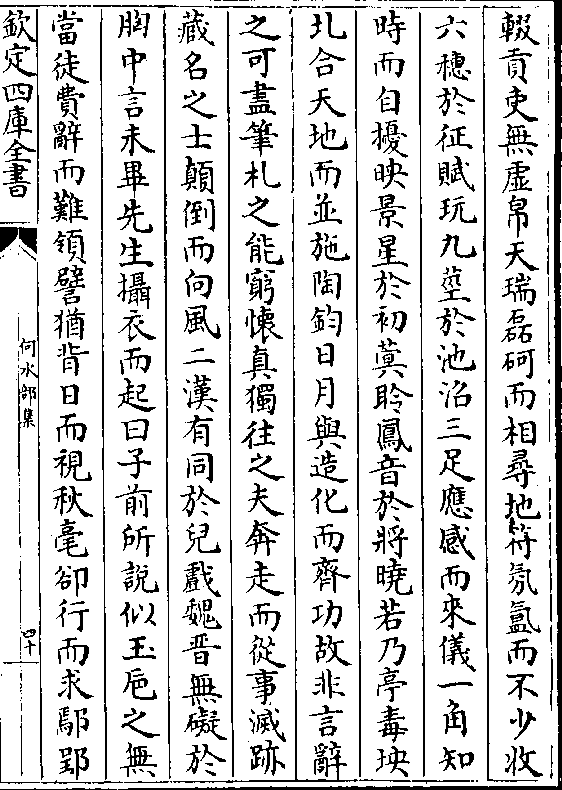 輟貢吏無虛帛天瑞磊砢而相尋地符氛氳而不少收
六穗於征賦玩九莖於池沼三足應感而來儀一角知
時而自擾映景星於初蓂聆鳳音於將曉若乃亭毒坱
圠合天地而並施陶鈞日月與造化而齊功故非言辭
之可盡筆札之能窮懷真獨往之夫奔走而從事滅跡
藏名之士顛倒而向風二漢有同於兒戲魏晋無礙於
胸中言未畢先生攝衣而起曰子前所說似玉巵之無
當徒費辭而難領譬猶背日而視秋毫卻行而求鄢郢
欽定四庫全書
何水部集
四十